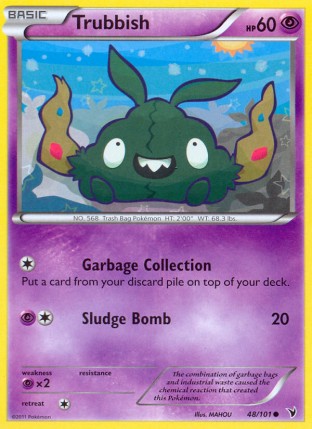 BASIC
Trubbish HP60
NO. 568 Trash Bag Pokémon HT. 2'00" WT. 68.3 lbs.
Garbage Collection
Put a card from your discard pile on top of your deck.
Sludge Bomb 20
weakness resistance
×2
retreat
The combination of garbage bags
and industrial waste caused the
chemical reaction that created
this Pokémon.
©2011 Pokémon Illus. MAHOU 48/101